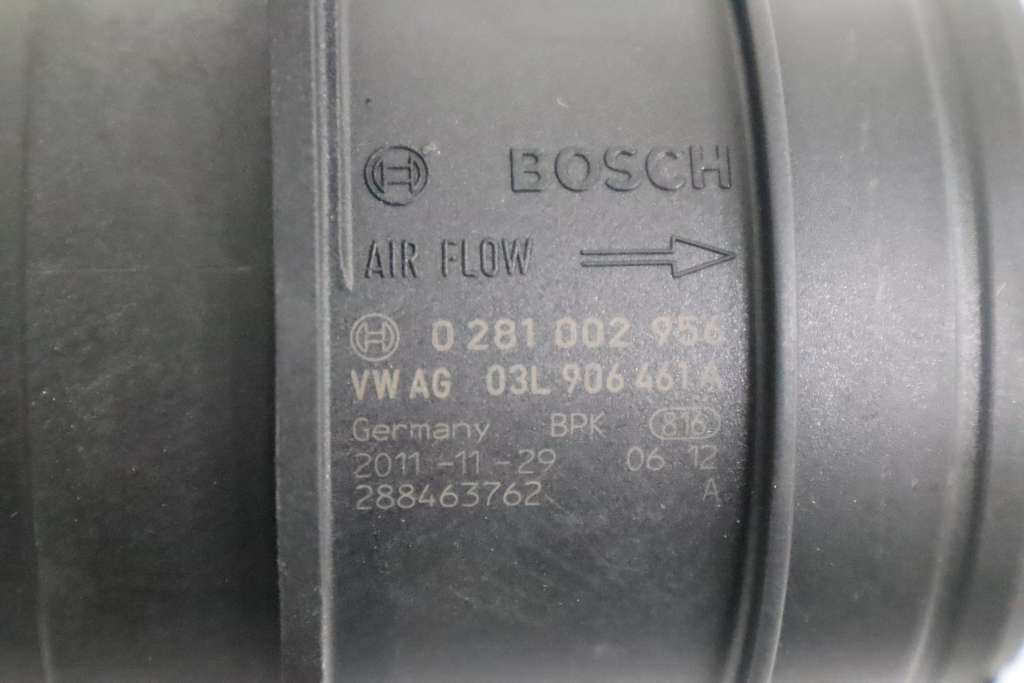 BOSCH
AIR FLOW
0 281 002 956
VW AG 03L 906 461 A
Germany BPK 816
2011-11-29 06 12
288463762 A